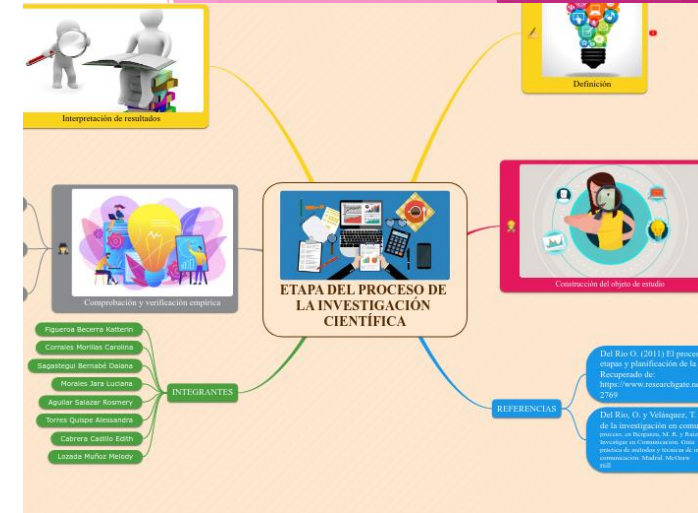 Interpretación de resultados
Definición
Comprobación y verificación empírica
ETAPA DEL PROCESO DE
LA INVESTIGACIÓN
CIENTÍFICA
Construcción del objeto de estudio
Figueroa Becerra Katterin
Corrales Morillas Carolina
Sagastegui Bernabé Daiana
Morales Jara Luciana
Aguilar Salazar Rosmery
Torres Quispe Alessandra
Cabrera Cadillo Edith
Lozada Muñoz Melody
INTEGRANTES
REFERENCIAS
Del Rio O. (2011) El proces
etapas y planificación de la
Recuperado de:
https://www.researchgate.ne
2769
Del Rio, O. y Velásquez, T.
de la investigación en comu
proceso, en Berganza, M. R. y Ruiz
Investigar en Comunicación. Guía
práctica de métodos y técnicas de in
comunicación. Madrid. McGraw
Hill